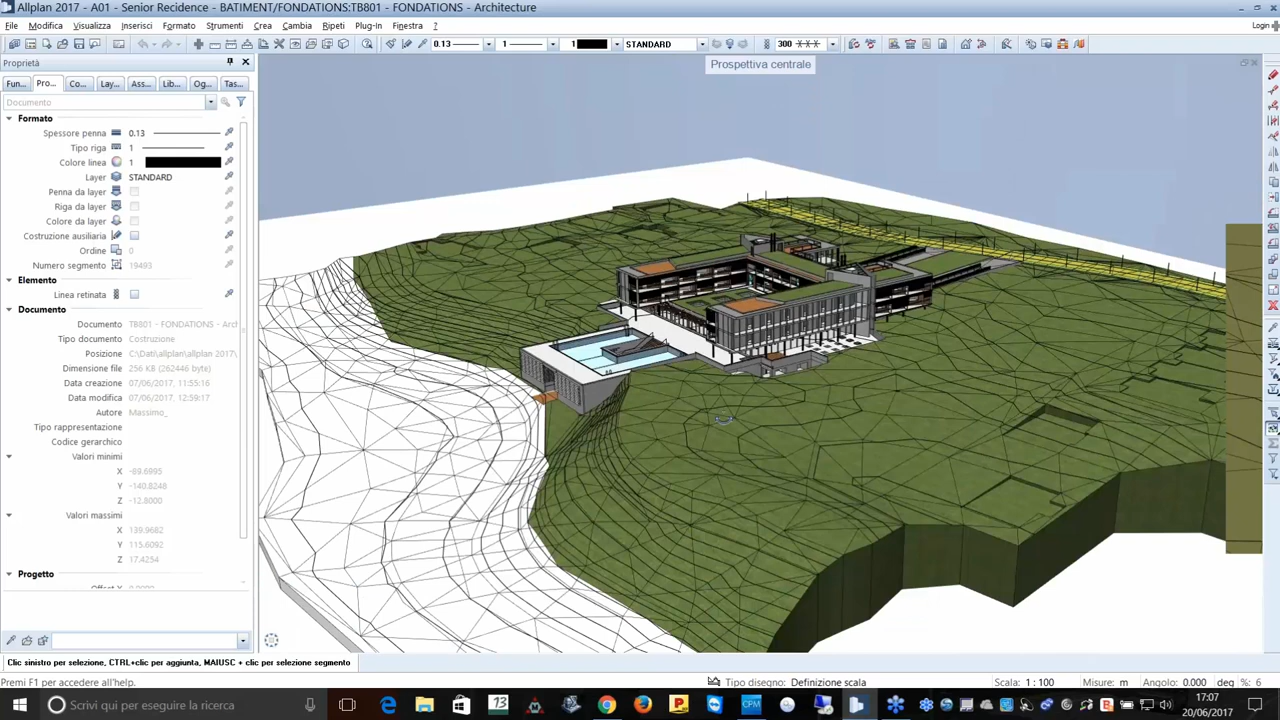 Allplan 2017 - A01 - Senior Residence - BATIMENT/FONDATIONS:TB801 - FONDATIONS - Architecture
File Modifica Visualizza Inserisci Formato Strumenti Crea Cambia Ripeti Plug-In Finestra ? Login
0.13 1 1 STANDARD 300
Proprietà
Prospettiva centrale
Fun... Pro... Co... Lay... Ass... Lib... Og... Tas...
Documento
Formato
Spessore penna 0.13
Tipo riga 1
Colore linea 1
Layer STANDARD
Penna da layer
Riga da layer
Colore da layer
Costruzione ausiliaria
Ordine 0
Numero segmento 19493
Elemento
Linea retinata
Documento
Documento TB801 - FONDATIONS - Arch
Tipo documento Costruzione
Posizione C:\Dati\allplan\allplan 2017\
Dimensione file 256 KB (262446 byte)
Data creazione 07/06/2017, 11:55:16
Data modifica 07/06/2017, 12:59:17
Autore Massimo_
Tipo rappresentazione
Codice gerarchico
Valori minimi
X -89.6995
Y -140.8248
Z -12.8000
Valori massimi
X 139.9682
Y 115.6092
Z 17.4254
Progetto
Clic sinistro per selezione, CTRL+clic per aggiunta, MAIUSC + clic per selezione segmento
Premi F1 per accedere all'help. Tipo disegno: Definizione scala Scala: 1 : 100 Misure: m Angolo: 0.000 deg %: 6
Scrivi qui per eseguire la ricerca 13 CPM 17:07
20/06/2017